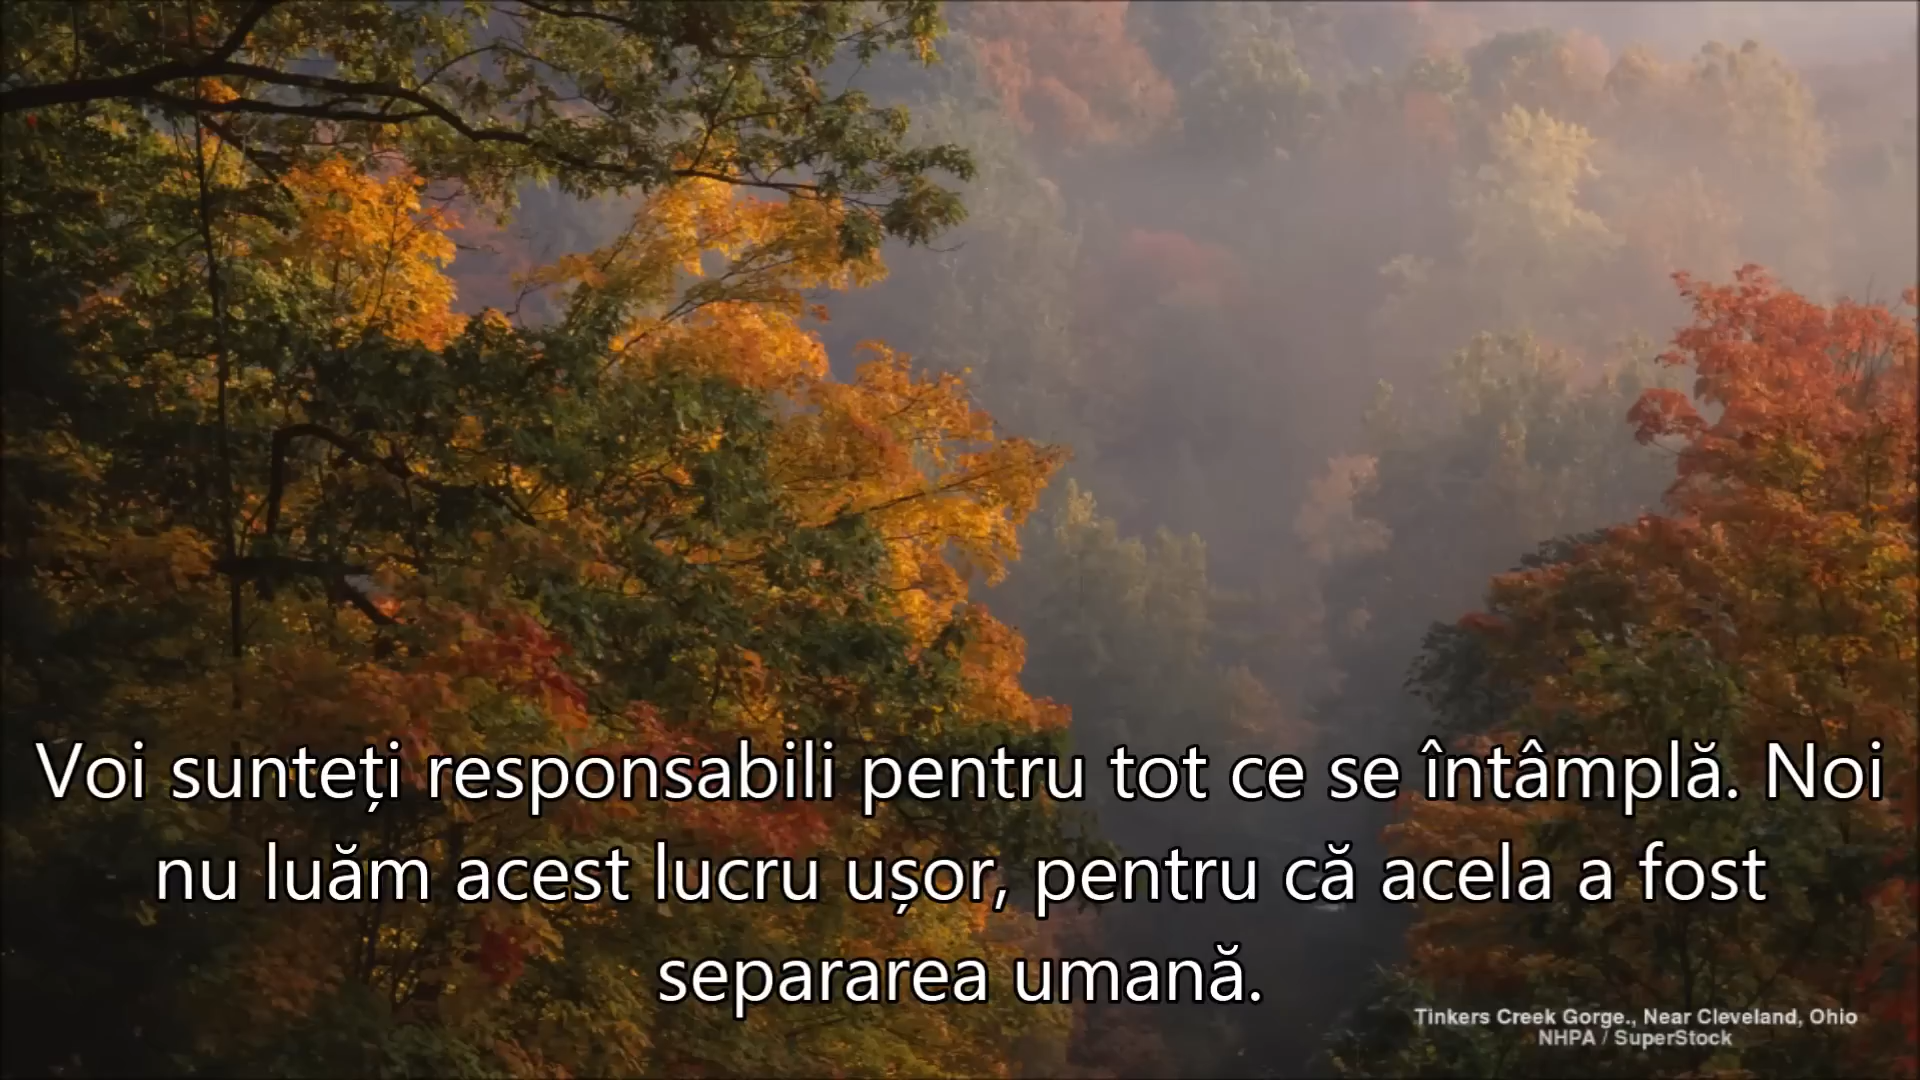 Voi sunteți responsabili pentru tot ce se întâmplă. Noi
nu luăm acest lucru ușor, pentru că acela a fost
separarea umană.
Tinkers Creek Gorge., Near Cleveland, Ohio
NHPA / SuperStock